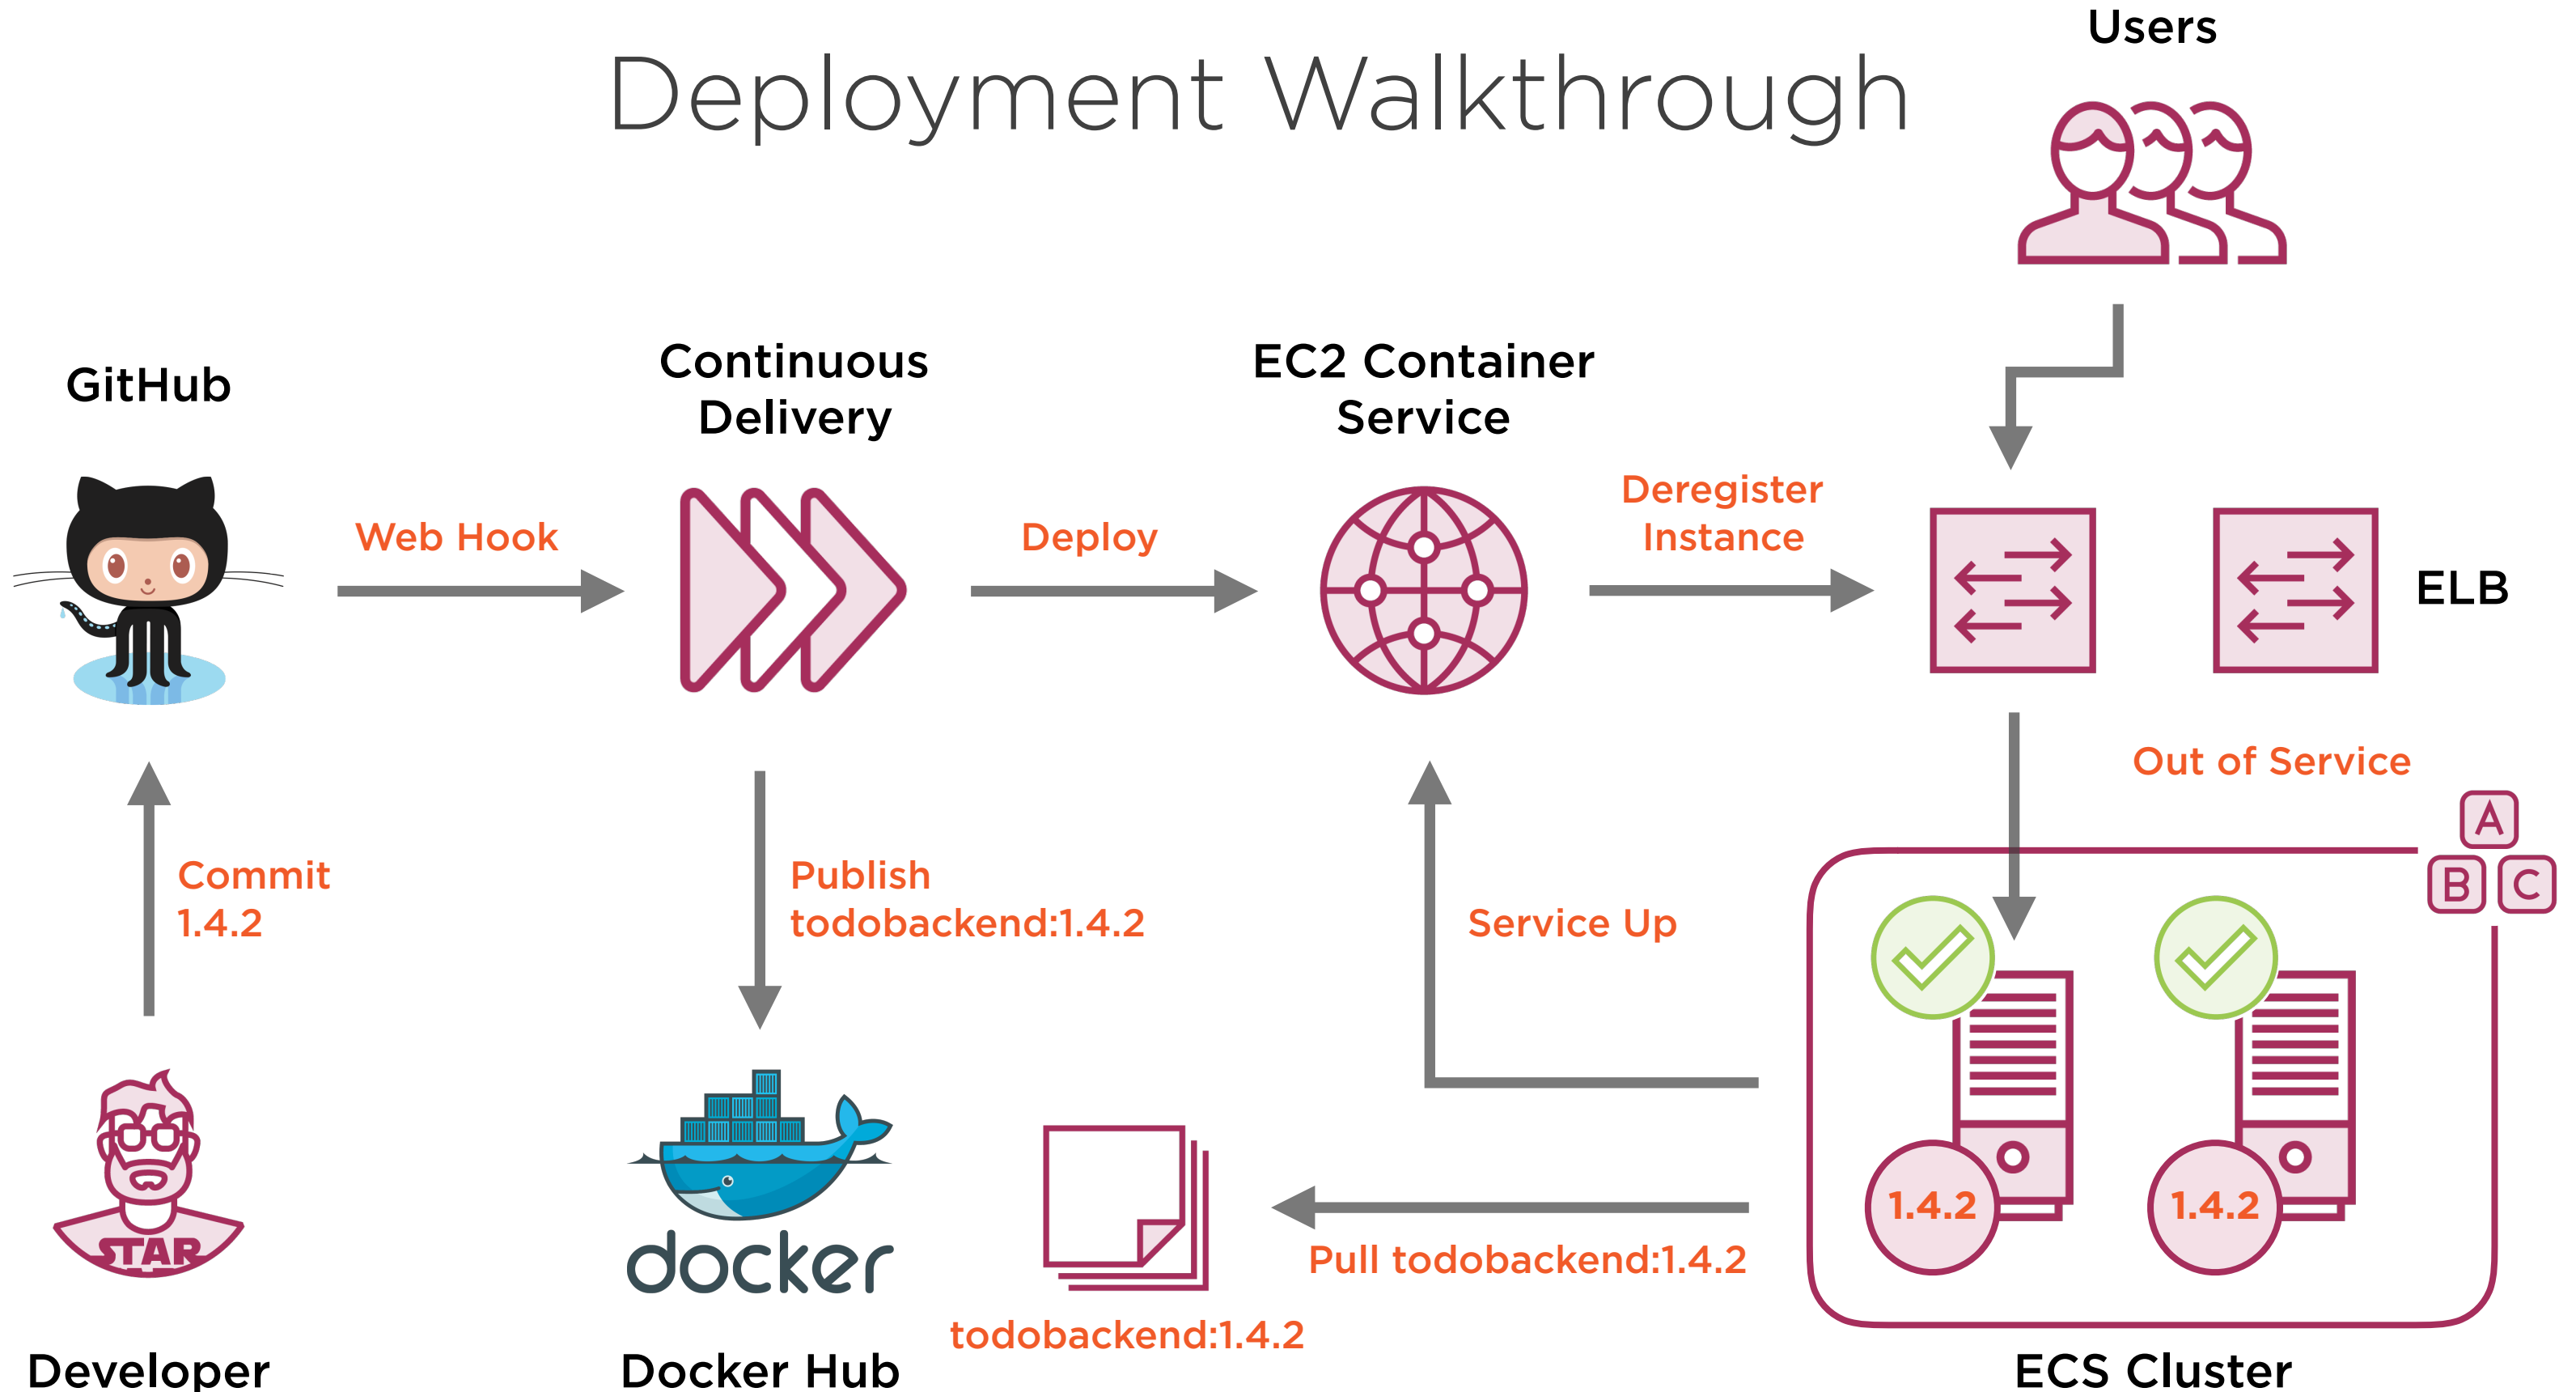 Deployment Walkthrough
Users
GitHub
Continuous
Delivery
EC2 Container
Service
Web Hook
Deploy
Deregister
Instance
ELB
Out of Service
Commit
1.4.2
Publish
todobackend:1.4.2
Service Up
A
B
C
STAR
docker
1.4.2
1.4.2
Pull todobackend:1.4.2
todobackend:1.4.2
Developer
Docker Hub
ECS Cluster